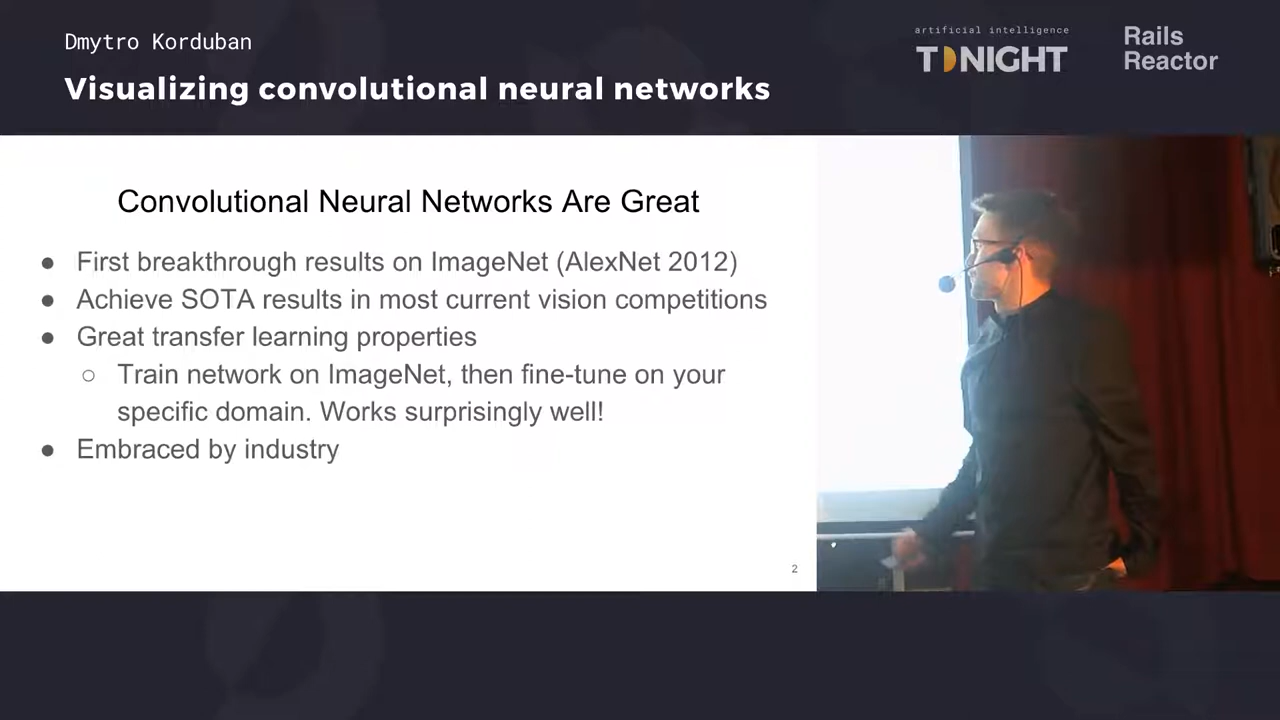 Dmytro Korduban
Visualizing convolutional neural networks
artificial intelligence
TONIGHT
Rails
Reactor
Convolutional Neural Networks Are Great
● First breakthrough results on ImageNet (AlexNet 2012)
● Achieve SOTA results in most current vision competitions
● Great transfer learning properties
○ Train network on ImageNet, then fine-tune on your
specific domain. Works surprisingly well!
● Embraced by industry
2